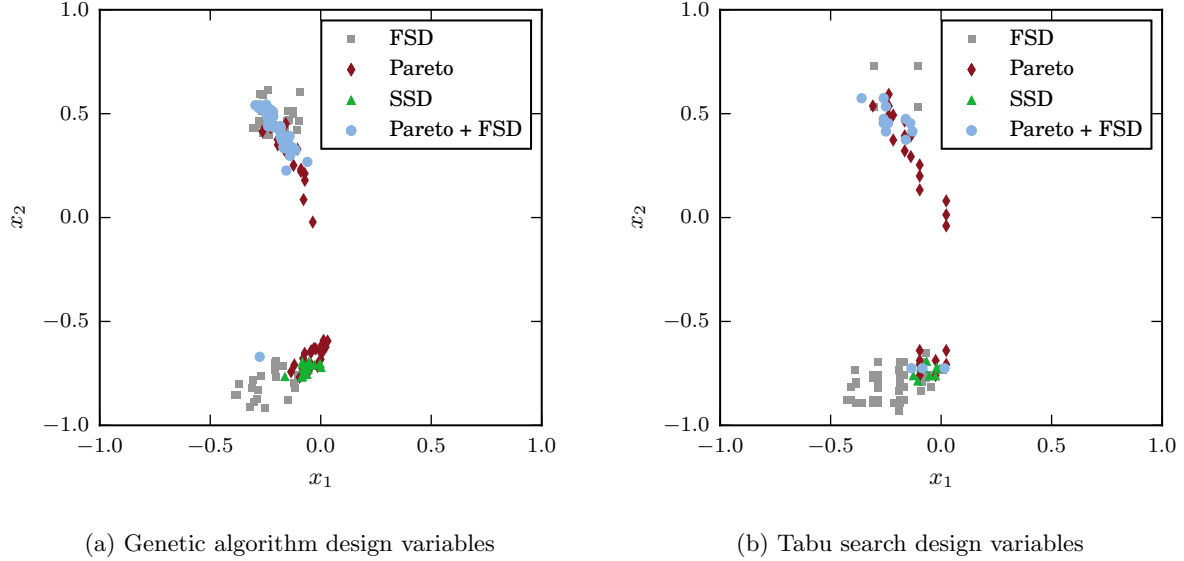 1.0
0.5
0.0
−0.5
−1.0
x2
−1.0 −0.5 0.0 0.5 1.0
x1
FSD
Pareto
SSD
Pareto + FSD
(a) Genetic algorithm design variables
1.0
0.5
0.0
−0.5
−1.0
x2
−1.0 −0.5 0.0 0.5 1.0
x1
FSD
Pareto
SSD
Pareto + FSD
(b) Tabu search design variables